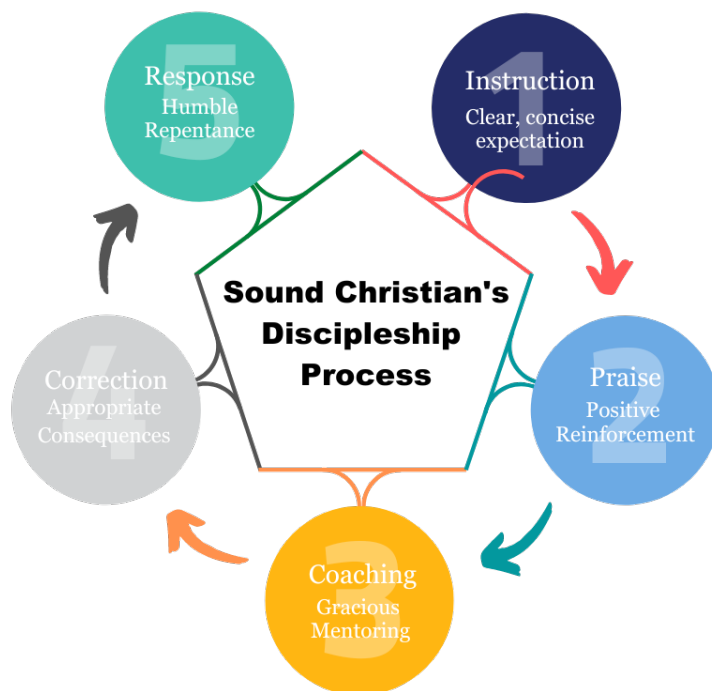 1
Instruction
Clear, concise
expectation
2
Praise
Positive
Reinforcement
3
Coaching
Gracious
Mentoring
4
Correction
Appropriate
Consequences
5
Response
Humble
Repentance
Sound Christian's
Discipleship
Process